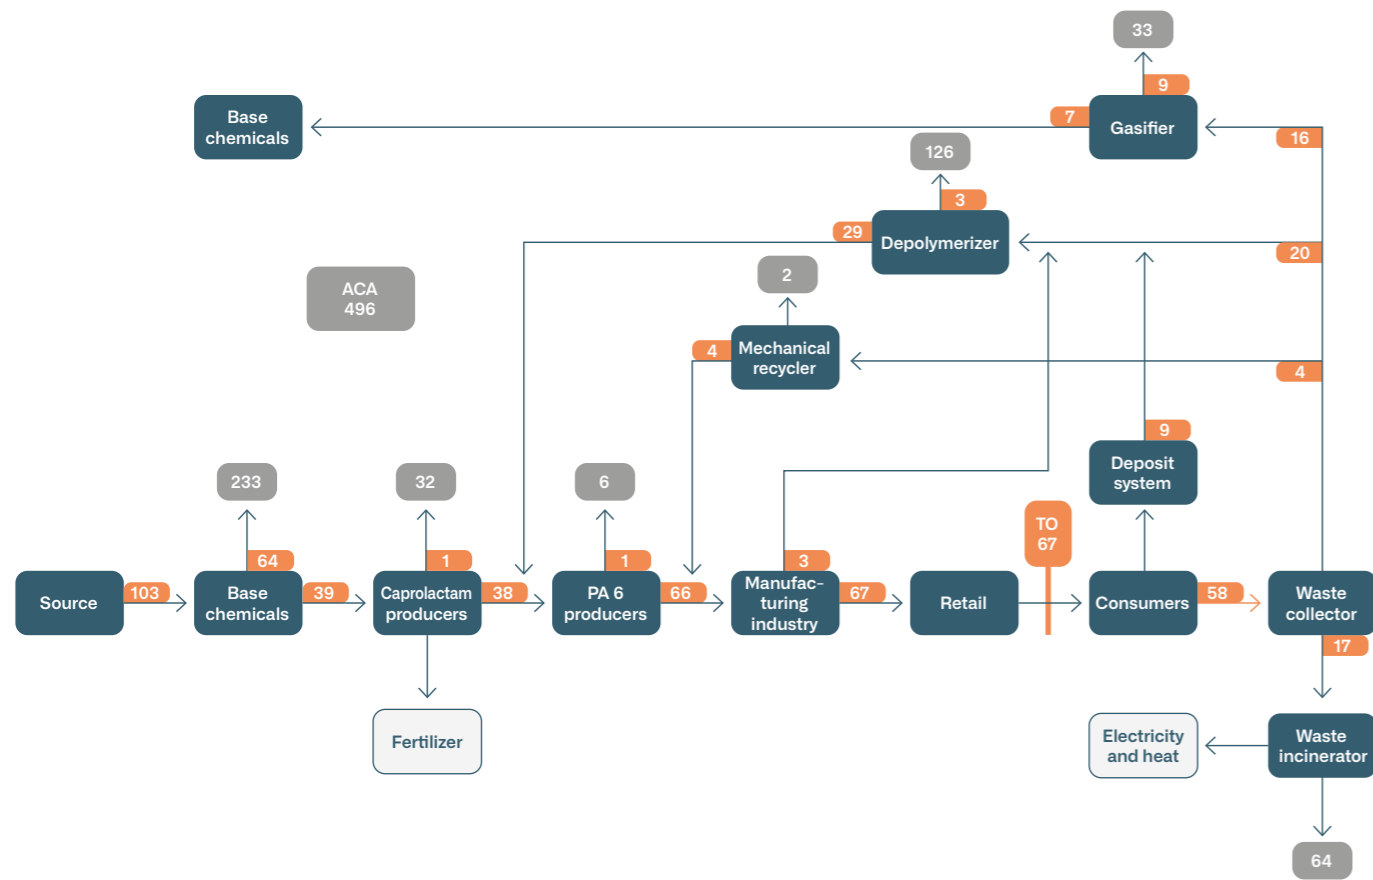 33
9
Base
chemicals
7
Gasifier
16
126
3
29
Depolymerizer
20
ACA
496
2
4
Mechanical
recycler
4
9
Deposit
system
233
32
6
TO
67
64
1
1
3
Source
103
Base
chemicals
39
Caprolactam
producers
38
PA 6
producers
66
Manufac-
turing
industry
67
Retail
Consumers
58
Waste
collector
17
Fertilizer
Electricity
and heat
Waste
incinerator
64